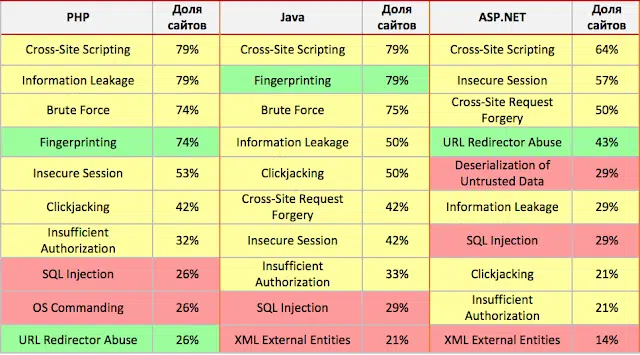 PHP Доля сайтов Java Доля сайтов ASP.NET Доля сайтов
Cross-Site Scripting 79% Cross-Site Scripting 79% Cross-Site Scripting 64%
Information Leakage 79% Fingerprinting 79% Insecure Session 57%
Brute Force 74% Brute Force 75% Cross-Site Request Forgery 50%
Fingerprinting 74% Information Leakage 50% URL Redirector Abuse 43%
Insecure Session 53% Clickjacking 50% Deserialization of Untrusted Data 29%
Clickjacking 42% Cross-Site Request Forgery 42% Information Leakage 29%
Insufficient Authorization 32% Insecure Session 42% SQL Injection 29%
SQL Injection 26% Insufficient Authorization 33% Clickjacking 21%
OS Commanding 26% SQL Injection 29% Insufficient Authorization 21%
URL Redirector Abuse 26% XML External Entities 21% XML External Entities 14%